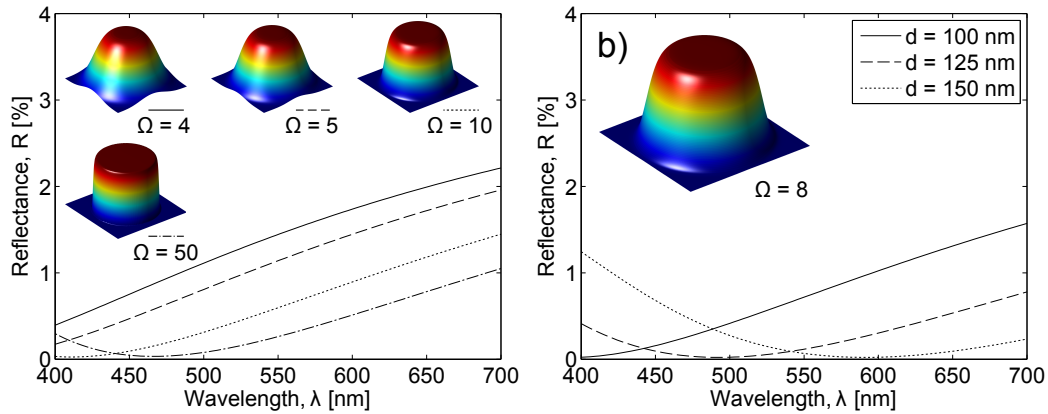 4
3
2
1
0
Reflectance, R [%]
400 450 500 550 600 650 700
Wavelength, λ [nm]
Ω = 4
Ω = 5
Ω = 10
Ω = 50
4
3
2
1
0
Reflectance, R [%]
400 450 500 550 600 650 700
Wavelength, λ [nm]
b)
Ω = 8
d = 100 nm
d = 125 nm
d = 150 nm